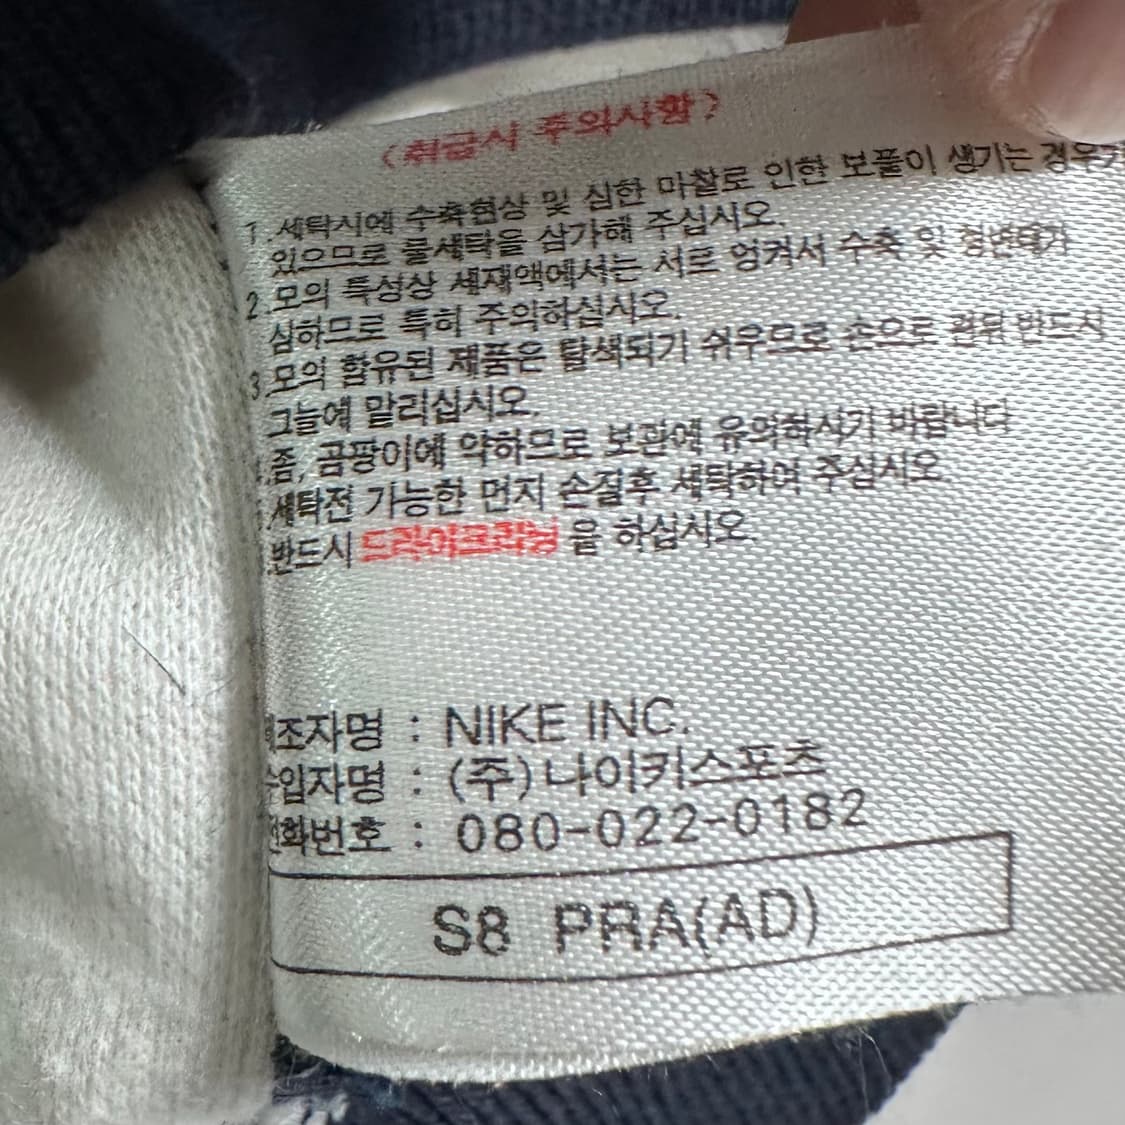 (취급시 주의사항)
1.세탁시에 수축현상 및 심한 마찰로 인한 보풀이 생기는 경우가
있으므로 물세탁을 삼가해 주십시오.
2.모의 특성상 세재액에서는 서로 엉켜서 수축 및 형변태가
심하므로 특히 주의하십시오.
3.모의 함유된 제품은 탈색되기 쉬우므로 손으로 반드시
그늘에 말리십시오.
좀, 곰팡이에 약하므로 보관에 유의하시기 바랍니다
세탁전 가능한 먼지 손질후 세탁하여 주십시오.
반드시 드라이크리닝 을 하십시오.
제조자명 : NIKE INC.
수입자명 : (주)나이키스포츠
전화번호 : 080-022-0182
S8 PRA(AD)